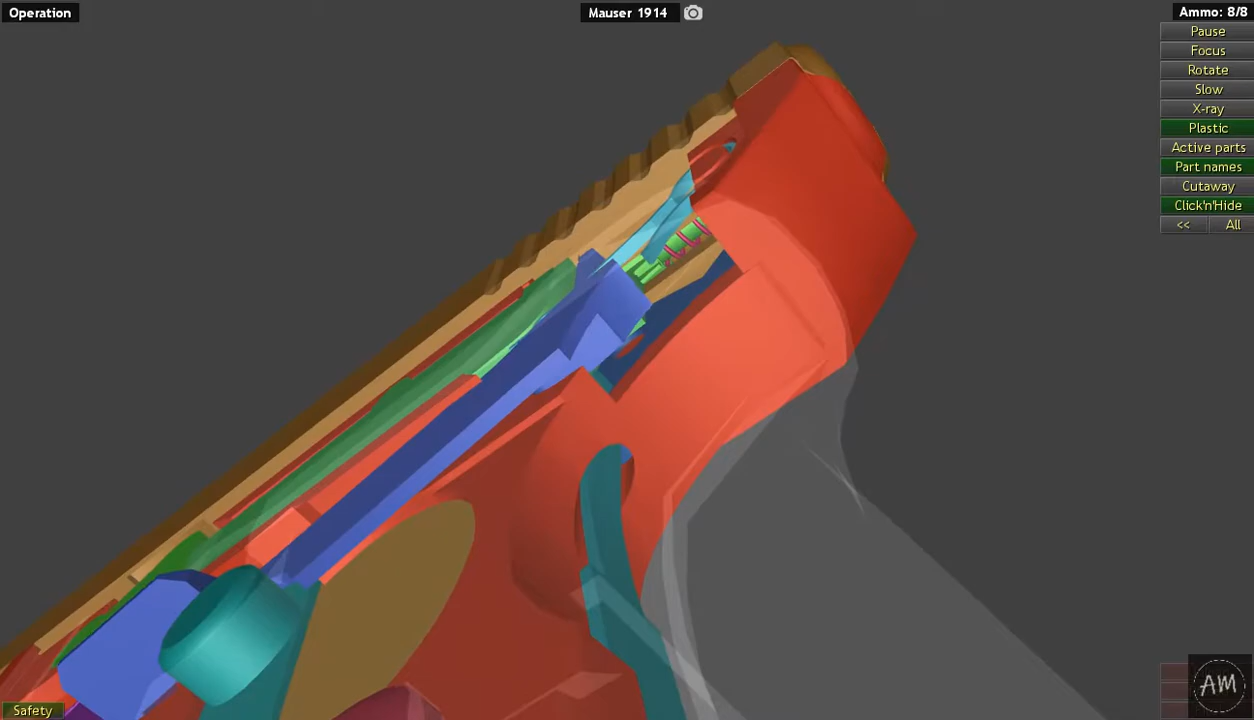 Operation
Mauser 1914
Ammo: 8/8
Pause
Focus
Rotate
Slow
X-ray
Plastic
Active parts
Part names
Cutaway
Click'n'Hide
<< All
Safety
AM